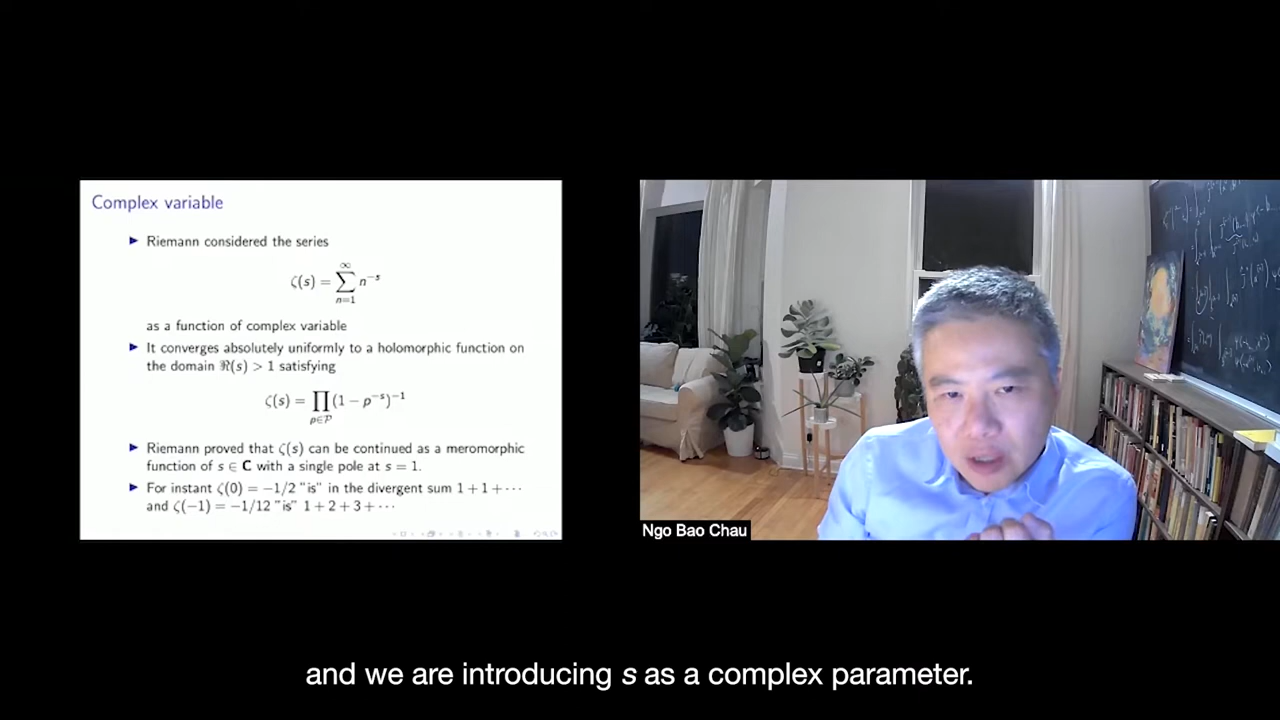 Complex variable
▶ Riemann considered the series
ζ(s) = ∑_{n=1}^{∞} n^{-s}
as a function of complex variable
▶ It converges absolutely uniformly to a holomorphic function on
the domain ℜ(s) > 1 satisfying
ζ(s) = ∏_{p∈𝒫} (1 − p^{-s})^{-1}
▶ Riemann proved that ζ(s) can be continued as a meromorphic
function of s ∈ C with a single pole at s = 1.
▶ For instant ζ(0) = −1/2 "is" in the divergent sum 1 + 1 + ⋯
and ζ(−1) = −1/12 "is" 1 + 2 + 3 + ⋯
Ngo Bao Chau
and we are introducing s as a complex parameter.